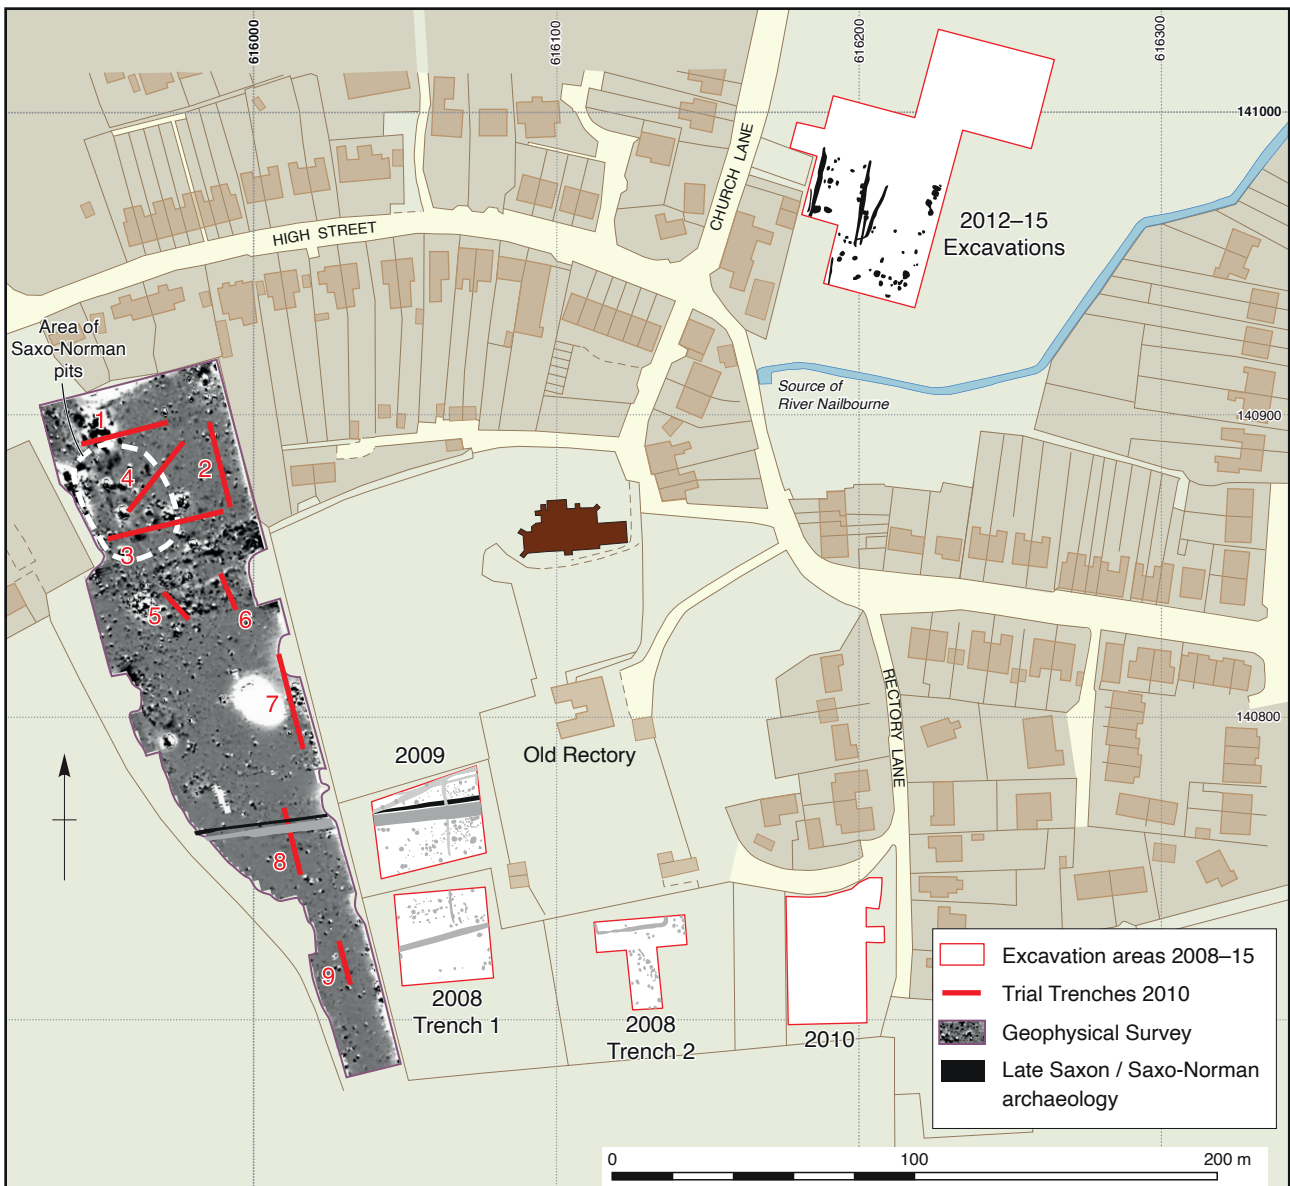 616000
616100
616200
616300
141000
140900
140800
CHURCH LANE
HIGH STREET
2012–15
Excavations
Area of
Saxo-Norman
pits
Source of
River Nailbourne
1
2
4
3
5
6
7
8
9
RECTORY LANE
Old Rectory
2009
2008
Trench 1
2008
Trench 2
2010
Excavation areas 2008–15
Trial Trenches 2010
Geophysical Survey
Late Saxon / Saxo-Norman
archaeology
0
100
200 m